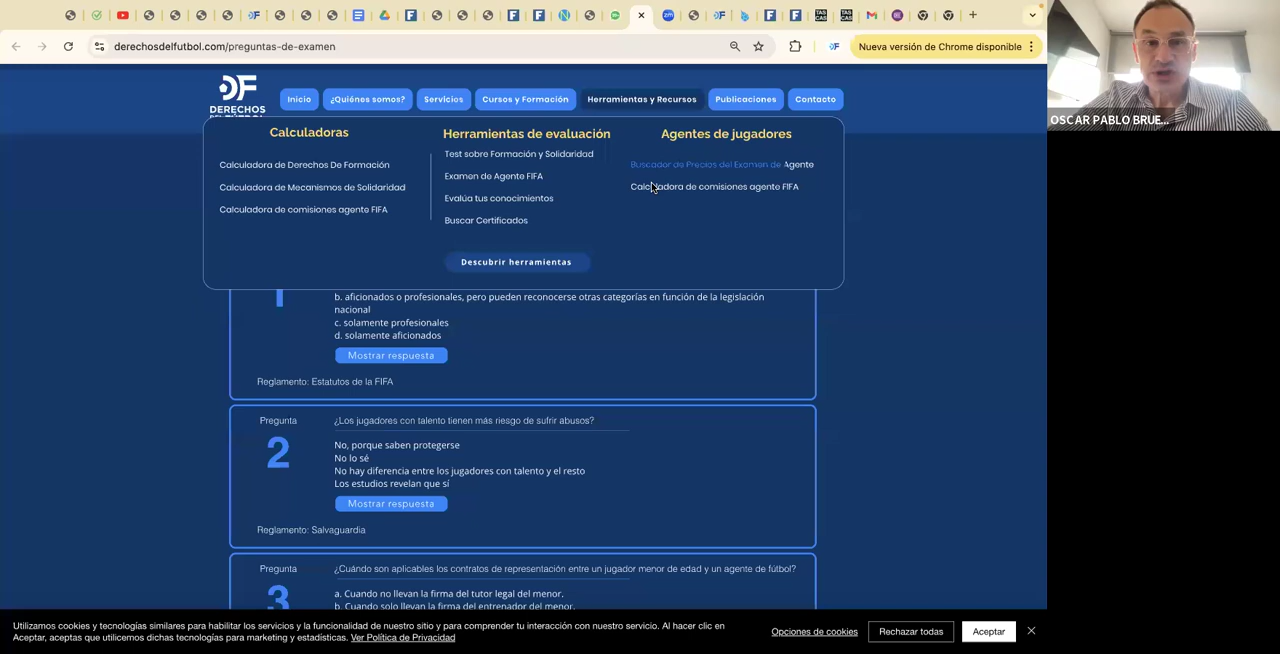 derechosdelfutbol.com/preguntas-de-examen
Nueva versión de Chrome disponible
DERECHOS
Inicio
¿Quiénes somos?
Servicios
Cursos y Formación
Herramientas y Recursos
Publicaciones
Contacto
OSCAR PABLO BRUE...
Calculadoras
Calculadora de Derechos De Formación
Calculadora de Mecanismos de Solidaridad
Calculadora de comisiones agente FIFA
Herramientas de evaluación
Test sobre Formación y Solidaridad
Examen de Agente FIFA
Evalúa tus conocimientos
Buscar Certificados
Descubrir herramientas
Agentes de jugadores
Buscador de Precios del Examen de Agente
Calculadora de comisiones agente FIFA
1
b. aficionados o profesionales, pero pueden reconocerse otras categorías en función de la legislación
nacional
c. solamente profesionales
d. solamente aficionados
Mostrar respuesta
Reglamento: Estatutos de la FIFA
Pregunta
2
¿Los jugadores con talento tienen más riesgo de sufrir abusos?
No, porque saben protegerse
No lo sé
No hay diferencia entre los jugadores con talento y el resto
Los estudios revelan que sí
Mostrar respuesta
Reglamento: Salvaguardia
Pregunta
3
¿Cuándo son aplicables los contratos de representación entre un jugador menor de edad y un agente de fútbol?
a. Cuando no llevan la firma del tutor legal del menor.
b. Cuando solo llevan la firma del entrenador del menor.
Utilizamos cookies y tecnologías similares para habilitar los servicios y la funcionalidad de nuestro sitio y para comprender tu interacción con nuestro servicio. Al hacer clic en
Aceptar, aceptas que utilicemos dichas tecnologías para marketing y estadísticas. Ver Política de Privacidad
Opciones de cookies
Rechazar todas
Aceptar